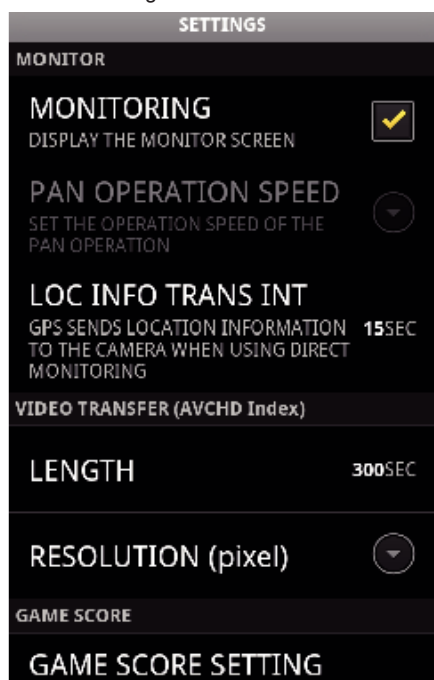 SETTINGS
MONITOR
MONITORING
DISPLAY THE MONITOR SCREEN
PAN OPERATION SPEED
SET THE OPERATION SPEED OF THE
PAN OPERATION
LOC INFO TRANS INT
GPS SENDS LOCATION INFORMATION
TO THE CAMERA WHEN USING DIRECT
MONITORING
15SEC
VIDEO TRANSFER (AVCHD Index)
LENGTH
300SEC
RESOLUTION (pixel)
GAME SCORE
GAME SCORE SETTING